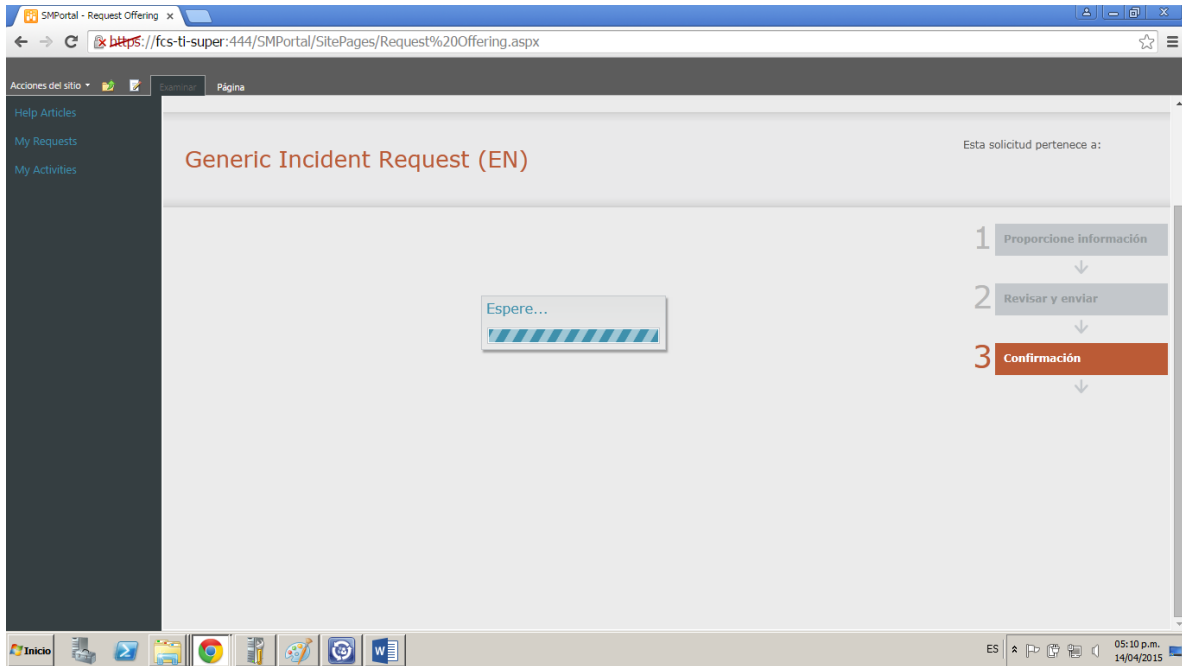 SMPortal - Request Offering
https://fcs-ti-super:444/SMPortal/SitePages/Request%20Offering.aspx
Acciones del sitio
Examinar
Página
Help Articles
My Requests
My Activities
Generic Incident Request (EN)
Esta solicitud pertenece a:
1 Proporcione información
2 Revisar y enviar
3 Confirmación
Espere...
Inicio
ES
05:10 p.m.
14/04/2015